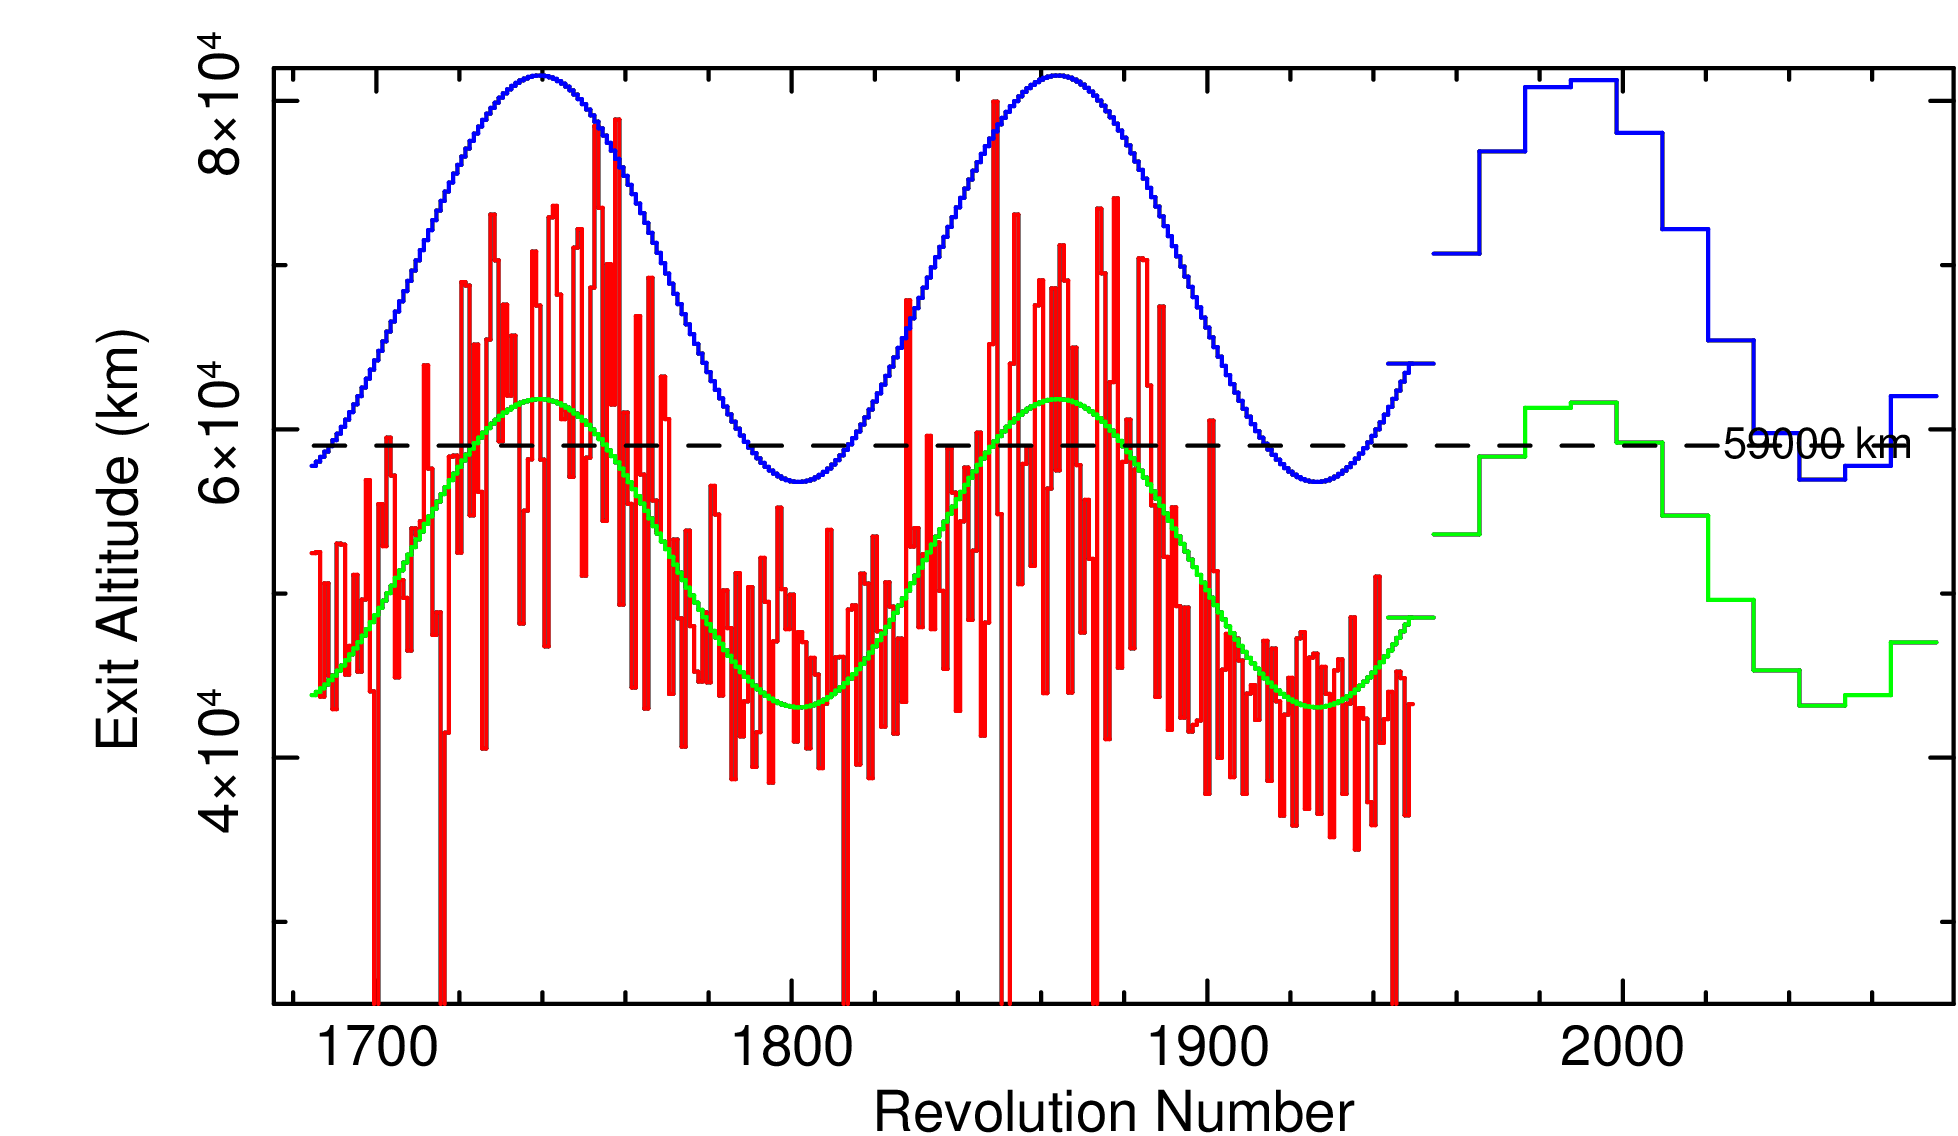 Exit Altitude (km)
8×10⁴
6×10⁴
4×10⁴
59000 km
1700 1800 1900 2000
Revolution Number